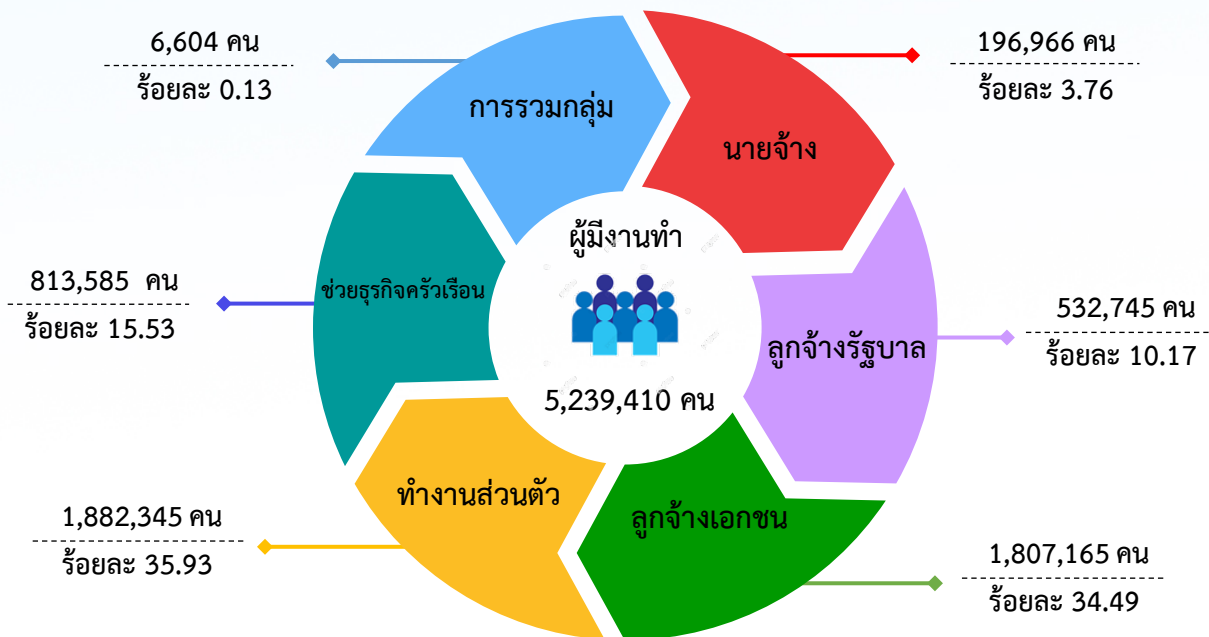 6,604 คน
ร้อยละ 0.13
196,966 คน
ร้อยละ 3.76
การรวมกลุ่ม
นายจ้าง
ผู้มีงานทำ
5,239,410 คน
ช่วยธุรกิจครัวเรือน
813,585 คน
ร้อยละ 15.53
ลูกจ้างรัฐบาล
532,745 คน
ร้อยละ 10.17
ทำงานส่วนตัว
1,882,345 คน
ร้อยละ 35.93
ลูกจ้างเอกชน
1,807,165 คน
ร้อยละ 34.49